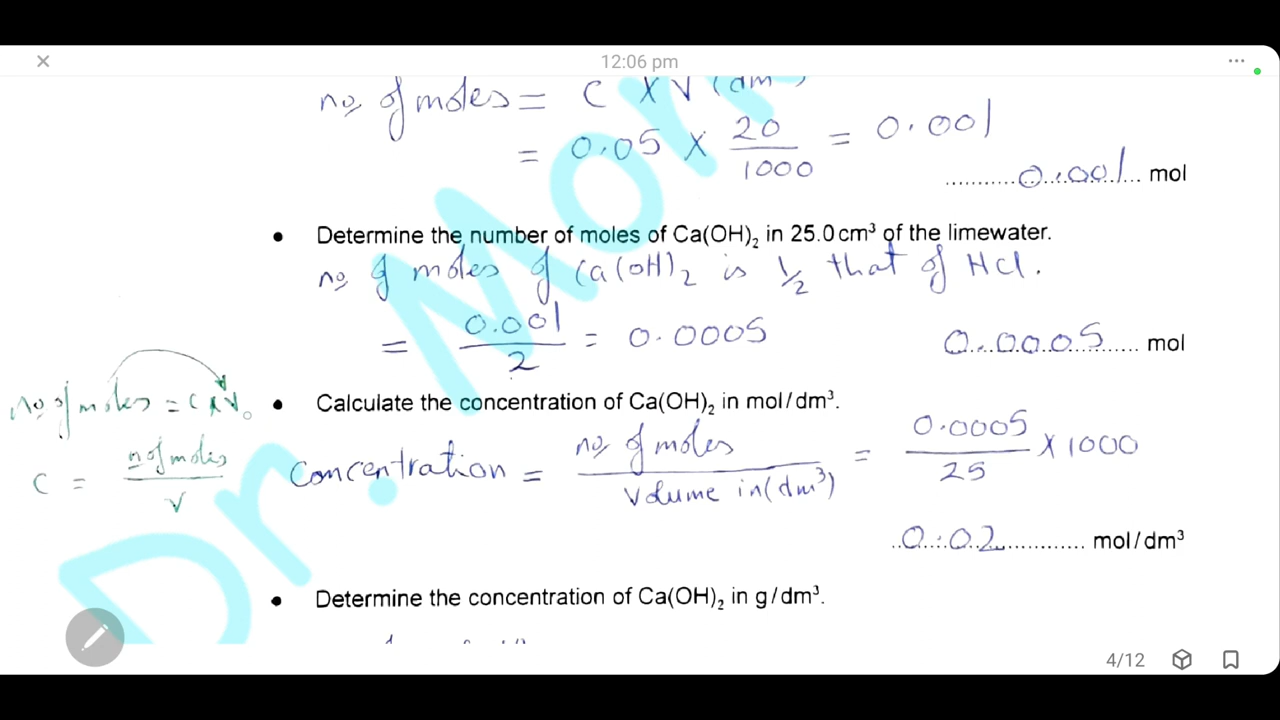 12:06 pm
no. of moles = C X V (dm
= 0.05 X 20/1000 = 0.001
0.001 mol
• Determine the number of moles of Ca(OH)₂ in 25.0 cm³ of the limewater.
no. of moles of Ca(OH)₂ is 1/2 that of HCl.
= 0.001/2 = 0.0005
0.0005 mol
no. of moles = C X V.
• Calculate the concentration of Ca(OH)₂ in mol/dm³.
C = n of moles/V
Concentration = no. of moles/Volume in (dm³) = 0.0005/25 X 1000
0.02 mol/dm³
• Determine the concentration of Ca(OH)₂ in g/dm³.
4/12
Dr. Mon